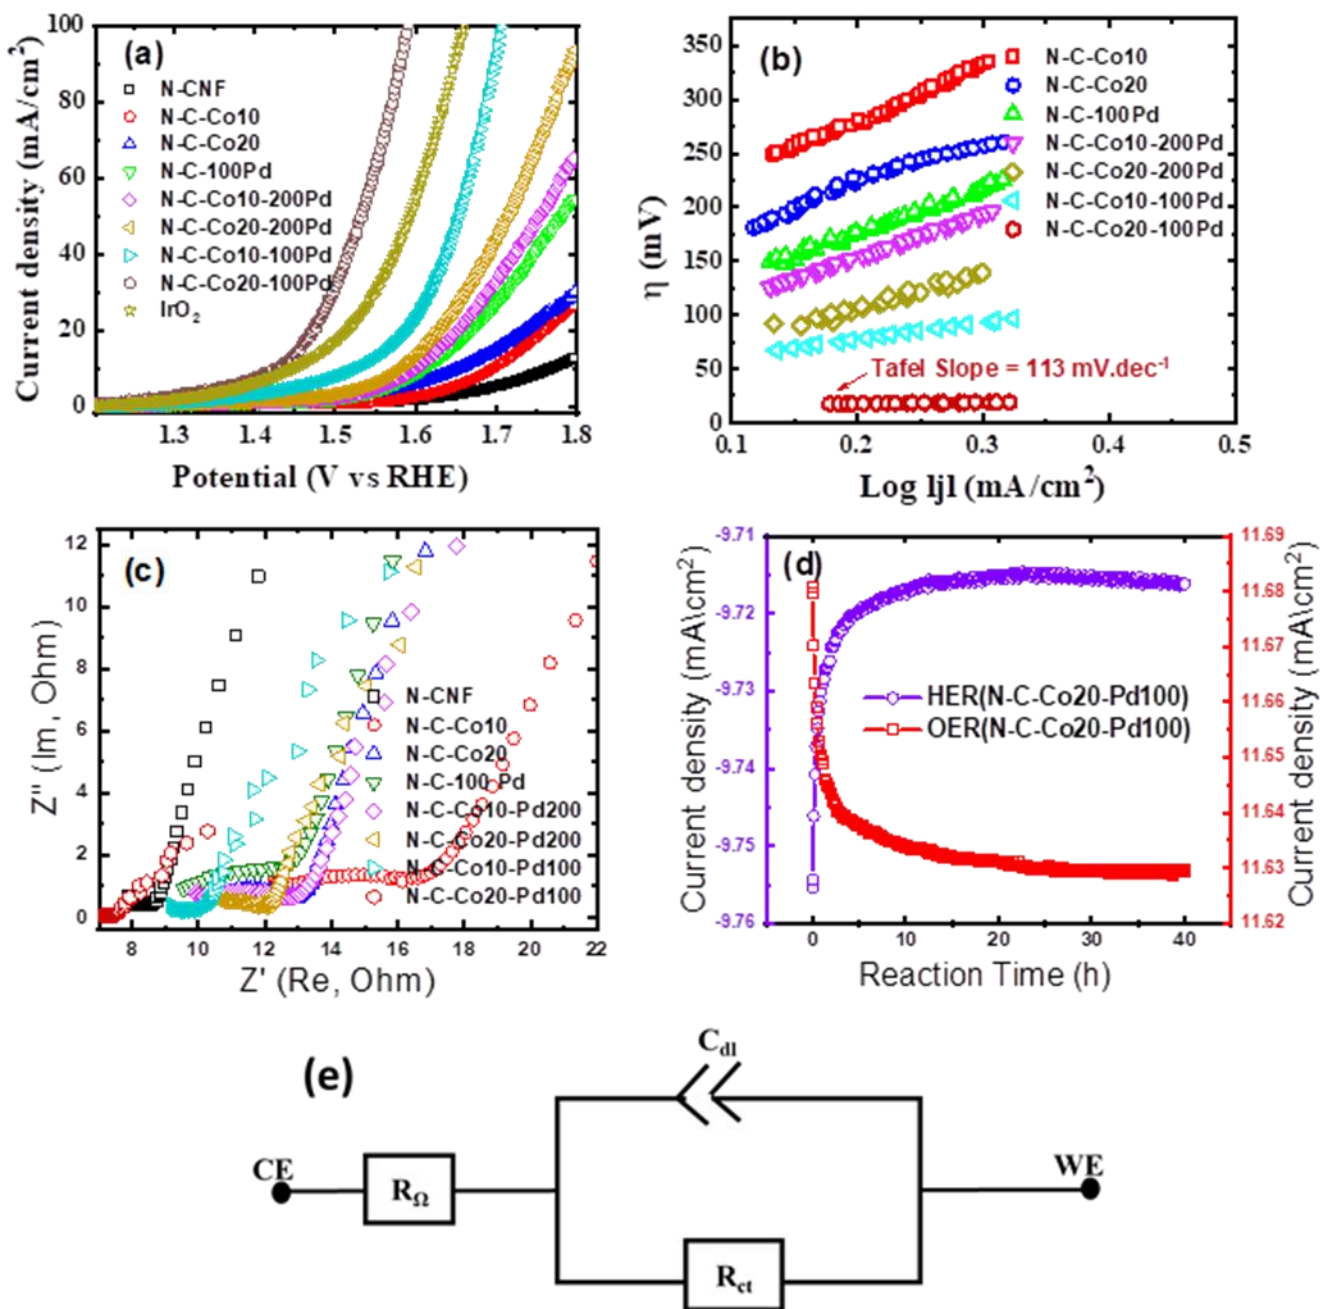 (a)
Current density (mA/cm²)
100
80
60
40
20
0
N-CNF
N-C-Co10
N-C-Co20
N-C-100Pd
N-C-Co10-200Pd
N-C-Co20-200Pd
N-C-Co10-100Pd
N-C-Co20-100Pd
IrO₂
1.3 1.4 1.5 1.6 1.7 1.8
Potential (V vs RHE)
(b)
η (mV)
350
300
250
200
150
100
50
0
N-C-Co10
N-C-Co20
N-C-100Pd
N-C-Co10-200Pd
N-C-Co20-200Pd
N-C-Co10-100Pd
N-C-Co20-100Pd
Tafel Slope = 113 mV.dec⁻¹
0.1 0.2 0.3 0.4 0.5
Log ljl (mA/cm²)
(c)
Z" (Im, Ohm)
12
10
8
6
4
2
0
N-CNF
N-C-Co10
N-C-Co20
N-C-100-Pd
N-C-Co10-Pd200
N-C-Co20-Pd200
N-C-Co10-Pd100
N-C-Co20-Pd100
8 10 12 14 16 18 20 22
Z' (Re, Ohm)
(d)
Current density (mA\cm²)
-9.71
-9.72
-9.73
-9.74
-9.75
-9.76
HER(N-C-Co20-Pd100)
OER(N-C-Co20-Pd100)
11.69
11.68
11.67
11.66
11.65
11.64
11.63
11.62
Current density (mA\cm²)
0 10 20 30 40
Reaction Time (h)
(e)
C_dl
CE
R_Ω
WE
R_ct